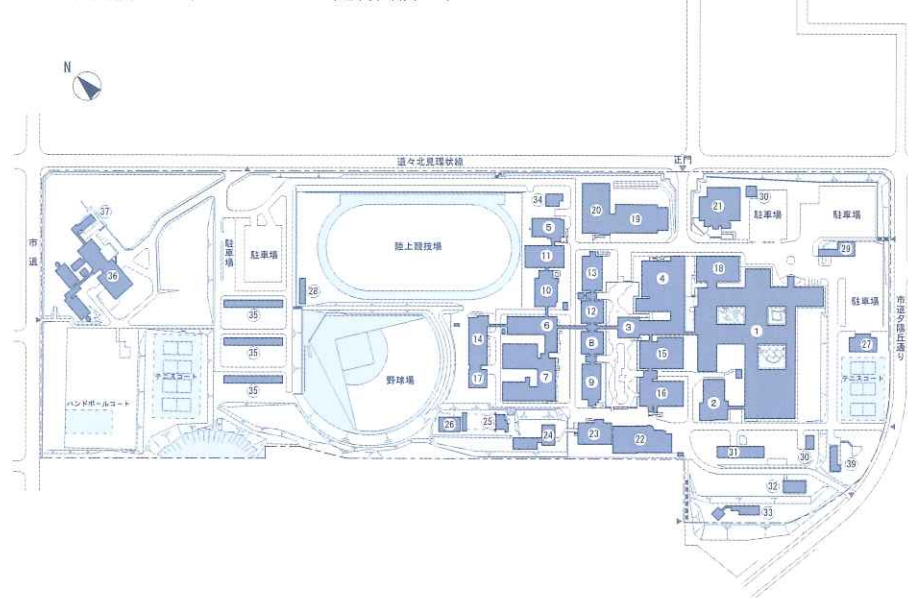 N
道々北見環状線
正門
市道
37
36
駐車場
駐車場
28
35
35
35
テニスコート
ハンドボールコート
陸上競技場
野球場
34
5
11
10
14
17
6
7
26
25
24
23
22
20
19
13
12
8
9
3
4
15
16
18
1
2
21
30
駐車場
駐車場
29
駐車場
27
テニスコート
市道夕陽丘通り
31
30
39
32
33